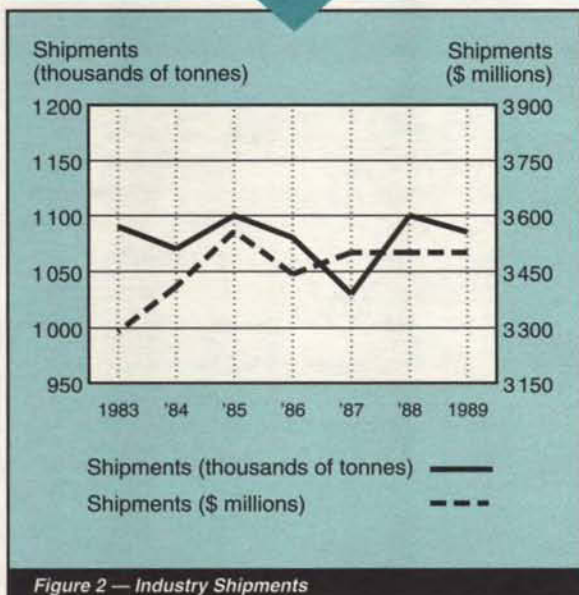 Shipments
(thousands of tonnes)
Shipments
($ millions)
1 200
1 150
1 100
1 050
1 000
950
3 900
3 750
3 600
3 450
3 300
3 150
1983 '84 '85 '86 '87 '88 1989
Shipments (thousands of tonnes)
Shipments ($ millions)
Figure 2 — Industry Shipments